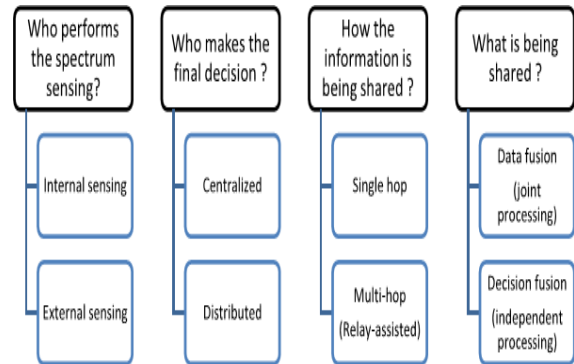 Who performs
the spectrum
sensing?
Internal sensing
External sensing
Who makes the
final decision ?
Centralized
Distributed
How the
information is
being shared ?
Single hop
Multi-hop
(Relay-assisted)
What is being
shared ?
Data fusion
(joint
processing)
Decision fusion
(independent
processing)